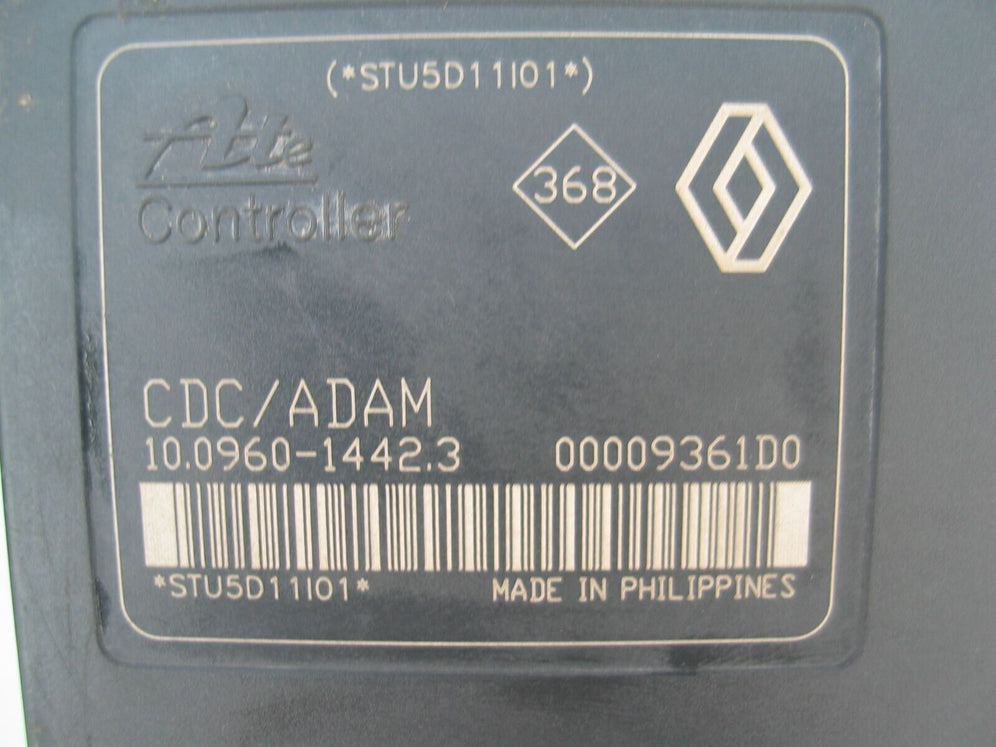 (*STU5D11I01*)
Ate
Controller
368
CDC/ADAM
10.0960-1442.3 00009361D0
*STU5D11I01* MADE IN PHILIPPINES